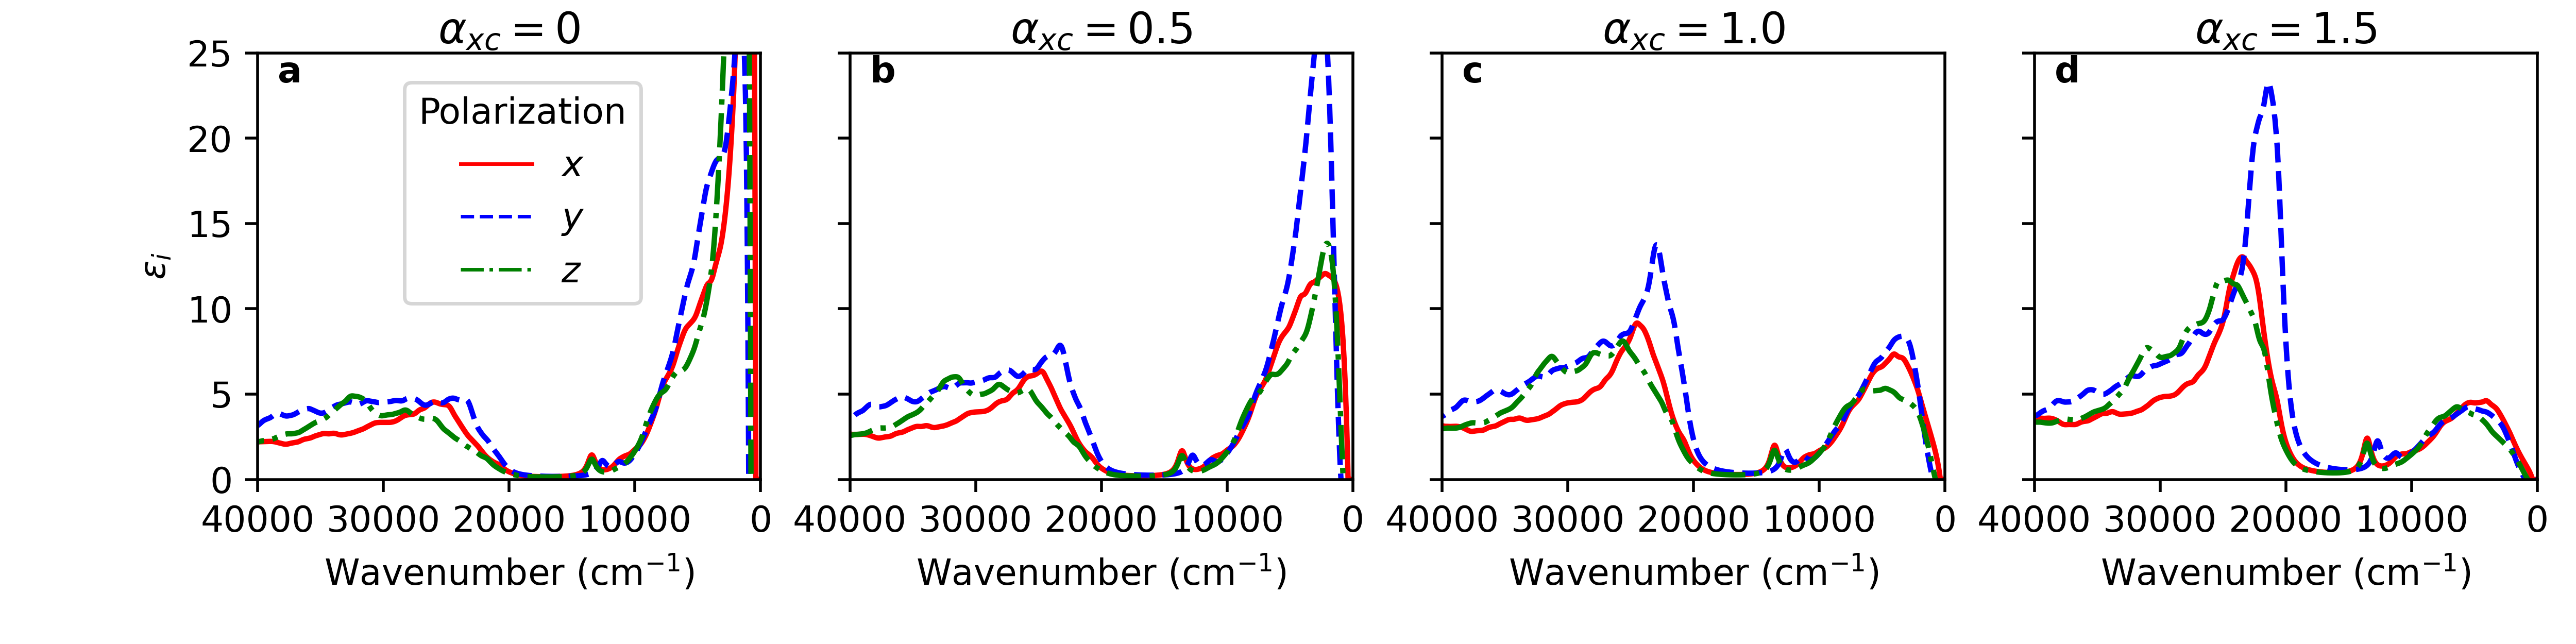 α_xc = 0
α_xc = 0.5
α_xc = 1.0
α_xc = 1.5
a
b
c
d
Polarization
x
y
z
ε_i
25
20
15
10
5
0
40000 30000 20000 10000 0
40000 30000 20000 10000 0
40000 30000 20000 10000 0
40000 30000 20000 10000 0
Wavenumber (cm⁻¹)
Wavenumber (cm⁻¹)
Wavenumber (cm⁻¹)
Wavenumber (cm⁻¹)